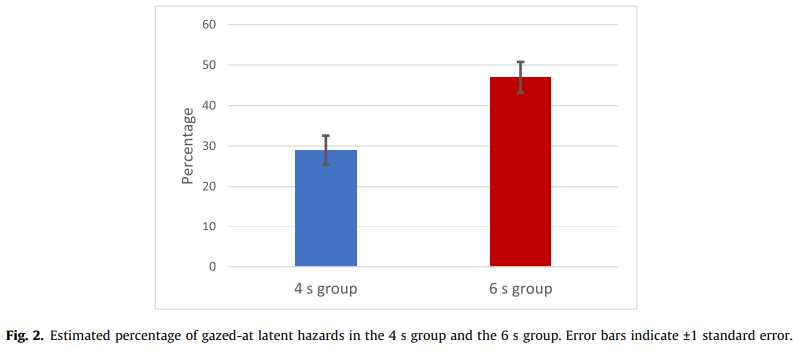 60
50
40
30
20
10
0
Percentage
4 s group
6 s group
Fig. 2. Estimated percentage of gazed-at latent hazards in the 4 s group and the 6 s group. Error bars indicate ±1 standard error.